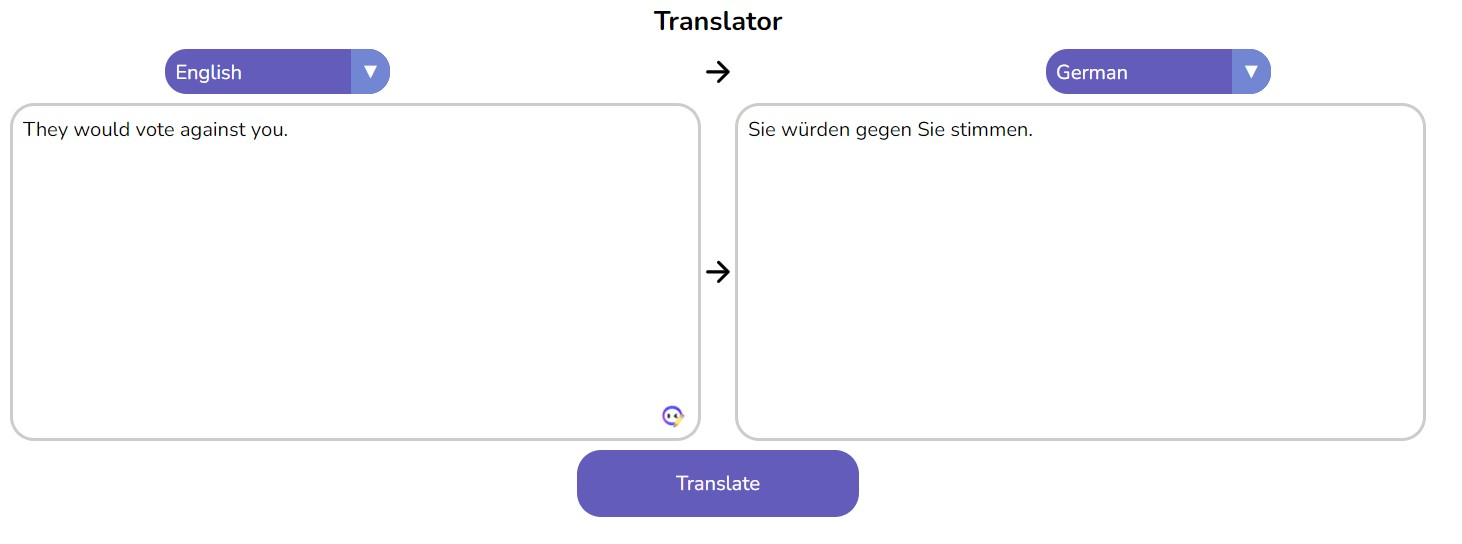 Translator
English
German
They would vote against you.
Sie würden gegen Sie stimmen.
Translate